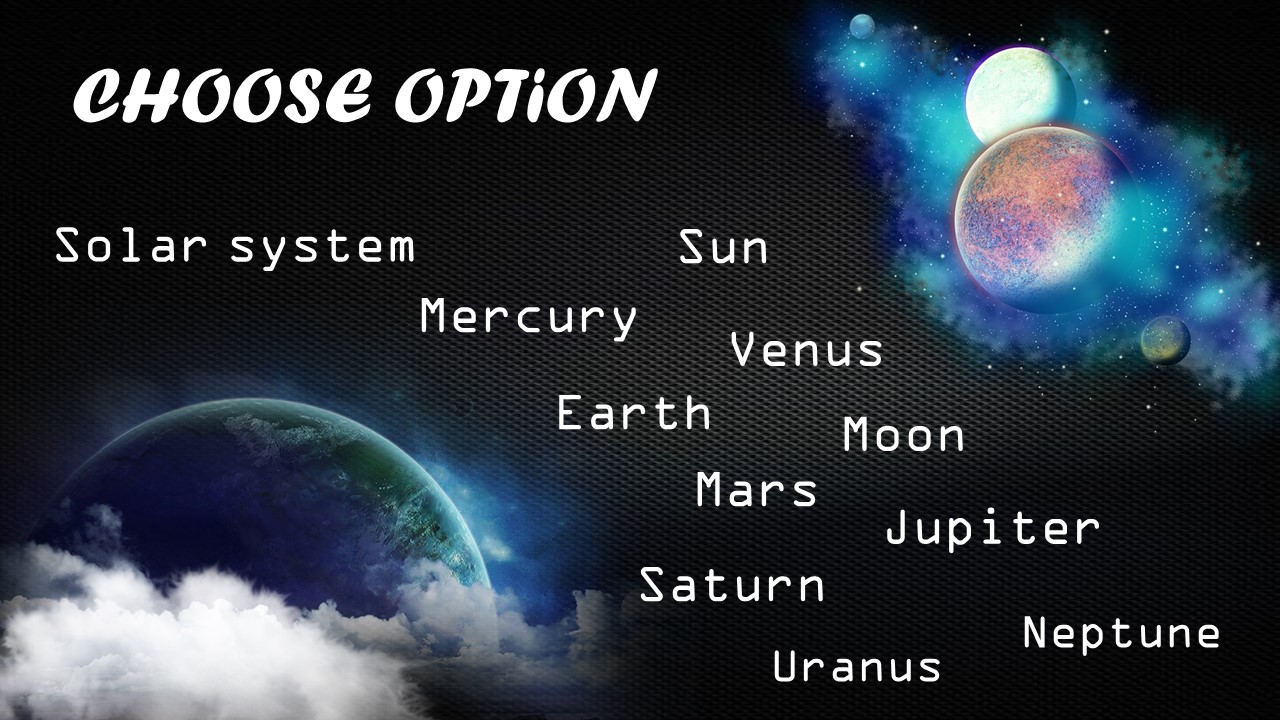 CHOOSE OPTiON
Solar system
Sun
Mercury
Venus
Earth
Moon
Mars
Jupiter
Saturn
Neptune
Uranus